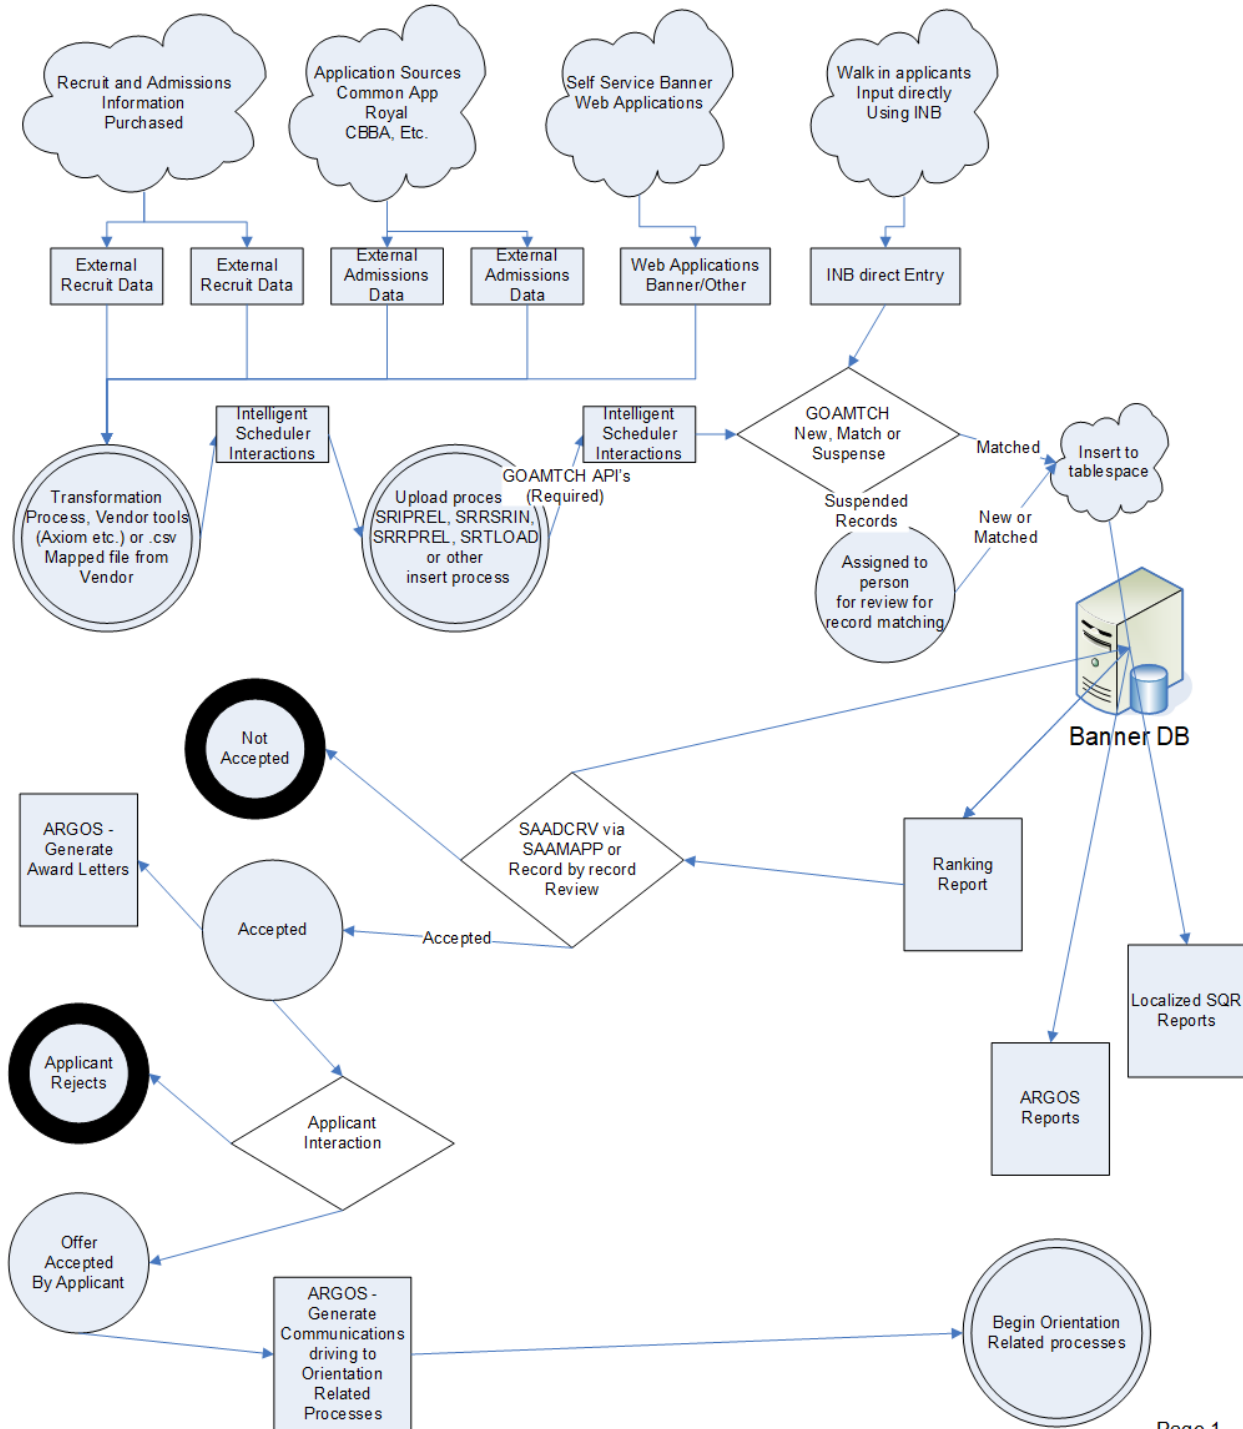 Recruit and Admissions
Information
Purchased
Application Sources
Common App
Royal
CBBA, Etc.
Self Service Banner
Web Applications
Walk in applicants
Input directly
Using INB
External
Recruit Data
External
Recruit Data
External
Admissions
Data
External
Admissions
Data
Web Applications
Banner/Other
INB direct Entry
Intelligent
Scheduler
Interactions
Intelligent
Scheduler
Interactions
GOAMTCH
New, Match or
Suspense
Matched
Insert to
tablespace
Transformation
Process, Vendor tools
(Axiom etc.) or .csv
Mapped file from
Vendor
Upload proces
SRIPREL, SRRSRIN,
SRRPREL, SRTLOAD
or other
insert process
GOAMTCH API's
(Required)
Suspended
Records
New or
Matched
Assigned to
person
for review for
record matching
Banner DB
Not
Accepted
ARGOS -
Generate
Award Letters
SAADCRV via
SAAMAPP or
Record by record
Review
Ranking
Report
Accepted
Accepted
Localized SQR
Reports
ARGOS
Reports
Applicant
Rejects
Applicant
Interaction
Offer
Accepted
By Applicant
ARGOS -
Generate
Communications
driving to
Orientation
Related
Processes
Begin Orientation
Related processes
Page 1